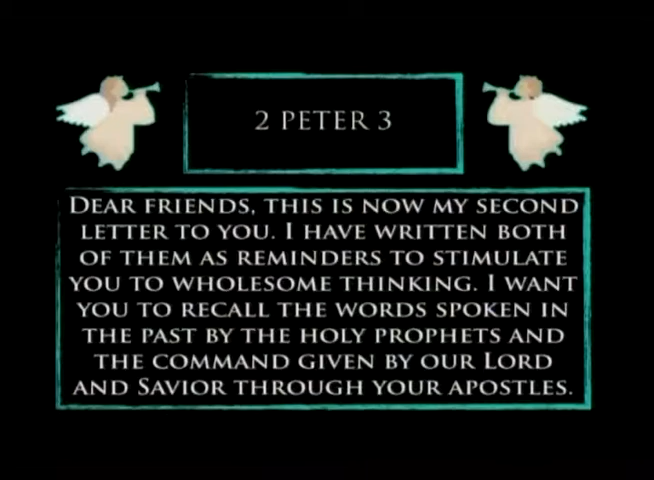 2 PETER 3
DEAR FRIENDS, THIS IS NOW MY SECOND
LETTER TO YOU. I HAVE WRITTEN BOTH
OF THEM AS REMINDERS TO STIMULATE
YOU TO WHOLESOME THINKING. I WANT
YOU TO RECALL THE WORDS SPOKEN IN
THE PAST BY THE HOLY PROPHETS AND
THE COMMAND GIVEN BY OUR LORD
AND SAVIOR THROUGH YOUR APOSTLES.